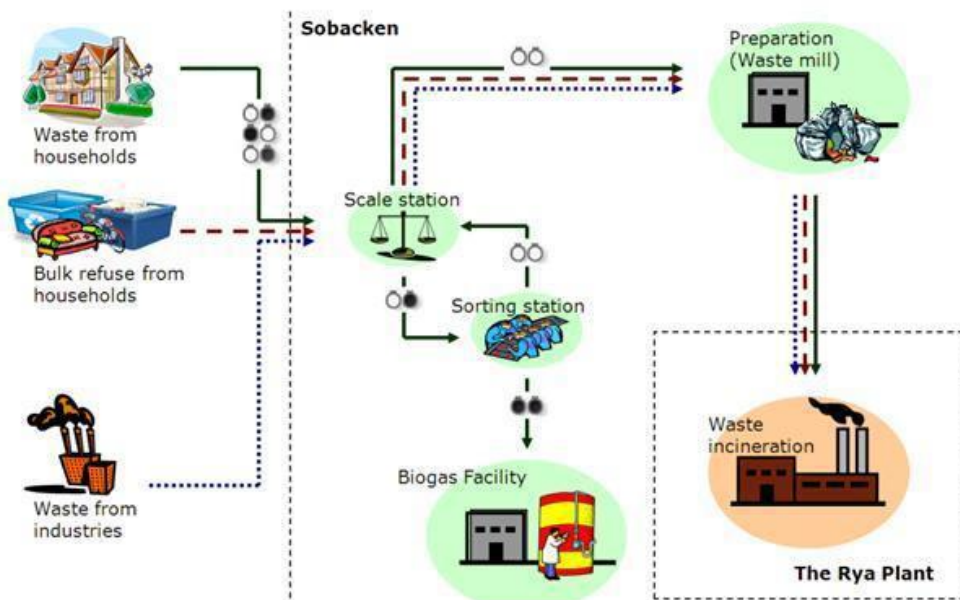 Sobacken
Preparation
(Waste mill)
Waste from
households
Scale station
Bulk refuse from
households
Sorting station
Waste
incineration
Biogas Facility
Waste from
industries
The Rya Plant